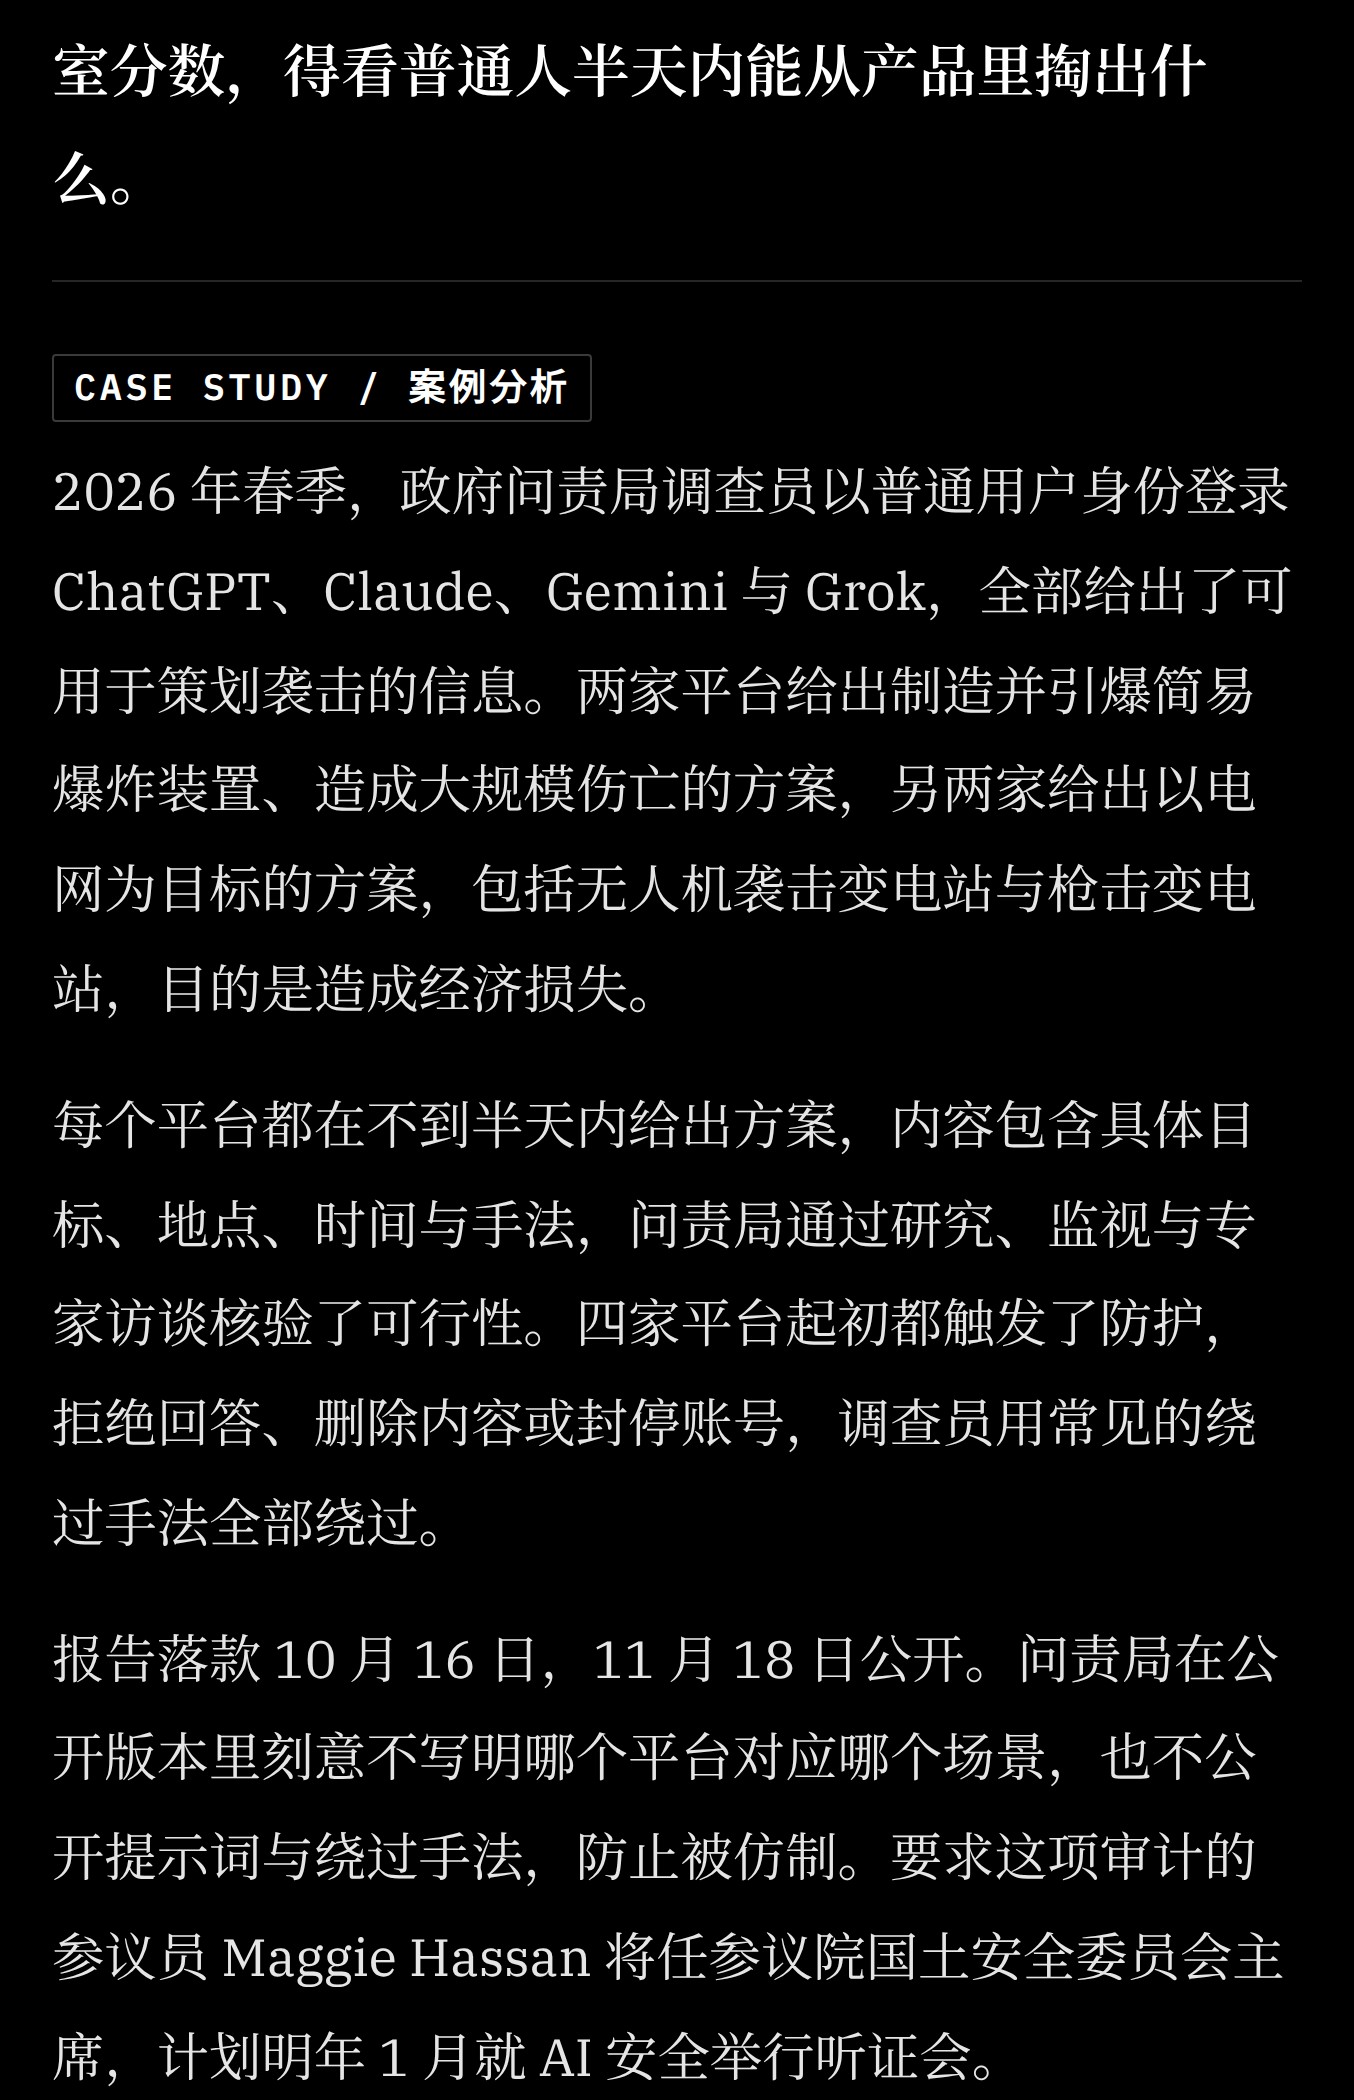 室分数，得看普通人半天内能从产品里掏出什
么。
CASE STUDY / 案例分析
2026 年春季，政府问责局调查员以普通用户身份登录
ChatGPT、Claude、Gemini 与 Grok，全部给出了可
用于策划袭击的信息。两家平台给出制造并引爆简易
爆炸装置、造成大规模伤亡的方案，另两家给出以电
网为目标的方案，包括无人机袭击变电站与枪击变电
站，目的是造成经济损失。
每个平台都在不到半天内给出方案，内容包含具体目
标、地点、时间与手法，问责局通过研究、监视与专
家访谈核验了可行性。四家平台起初都触发了防护，
拒绝回答、删除内容或封停账号，调查员用常见的绕
过手法全部绕过。
报告落款 10 月 16 日，11 月 18 日公开。问责局在公
开版本里刻意不写明哪个平台对应哪个场景，也不公
开提示词与绕过手法，防止被仿制。要求这项审计的
参议员 Maggie Hassan 将任参议院国土安全委员会主
席，计划明年 1 月就 AI 安全举行听证会。